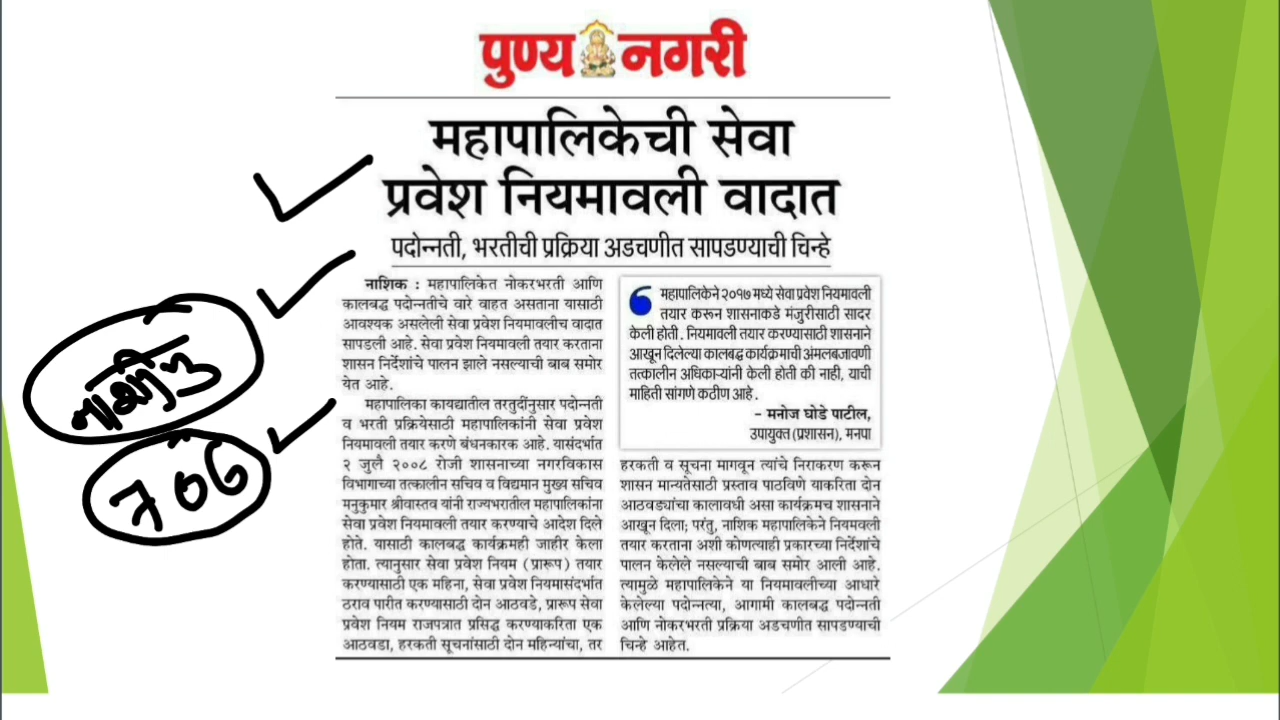 पुण्य नगरी
महापालिकेची सेवा
प्रवेश नियमावली वादात
पदोन्नती, भरतीची प्रक्रिया अडचणीत सापडण्याची चिन्हे
नाशिक : महापालिकेत नोकरभरती आणि
कालबद्ध पदोन्नतीचे वारे वाहत असताना यासाठी
आवश्यक असलेली सेवा प्रवेश नियमावलीच वादात
सापडली आहे. सेवा प्रवेश नियमावली तयार करताना
शासन निर्देशांचे पालन झाले नसल्याची बाब समोर
येत आहे.
महापालिका कायद्यातील तरतुदींनुसार पदोन्नती
व भरती प्रक्रियेसाठी महापालिकांनी सेवा प्रवेश
नियमावली तयार करणे बंधनकारक आहे. यासंदर्भात
२ जुलै २००८ रोजी शासनाच्या नगरविकास
विभागाच्या तत्कालीन सचिव व विद्यमान मुख्य सचिव
मनुकुमार श्रीवास्तव यांनी राज्यभरातील महापालिकांना
सेवा प्रवेश नियमावली तयार करण्याचे आदेश दिले
होते. यासाठी कालबद्ध कार्यक्रमही जाहीर केला
होता. त्यानुसार सेवा प्रवेश नियम (प्रारूप) तयार
करण्यासाठी एक महिना, सेवा प्रवेश नियमासंदर्भात
ठराव पारीत करण्यासाठी दोन आठवडे, प्रारूप सेवा
प्रवेश नियम राजपत्रात प्रसिद्ध करण्याकरिता एक
आठवडा, हरकती सूचनांसाठी दोन महिन्यांचा, तर
महापालिकेने २०१७ मध्ये सेवा प्रवेश नियमावली
तयार करून शासनाकडे मंजुरीसाठी सादर
केली होती. नियमावली तयार करण्यासाठी शासनाने
आखून दिलेल्या कालबद्ध कार्यक्रमाची अंमलबजावणी
तत्कालीन अधिकाऱ्यांनी केली होती की नाही, याची
माहिती सांगणे कठीण आहे.
- मनोज घोडे पाटील,
उपायुक्त (प्रशासन), मनपा
हरकती व सूचना मागवून त्यांचे निराकरण करून
शासन मान्यतेसाठी प्रस्ताव पाठविणे याकरिता दोन
आठवड्यांचा कालावधी असा कार्यक्रमच शासनाने
आखून दिला; परंतु, नाशिक महापालिकेने नियमवली
तयार करताना अशी कोणत्याही प्रकारच्या निर्देशांचे
पालन केलेले नसल्याची बाब समोर आली आहे.
त्यामुळे महापालिकेने या नियमावलीच्या आधारे
केलेल्या पदोन्नत्या, आगामी कालबद्ध पदोन्नती
आणि नोकरभरती प्रक्रिया अडचणीत सापडण्याची
चिन्हे आहेत.
७०८